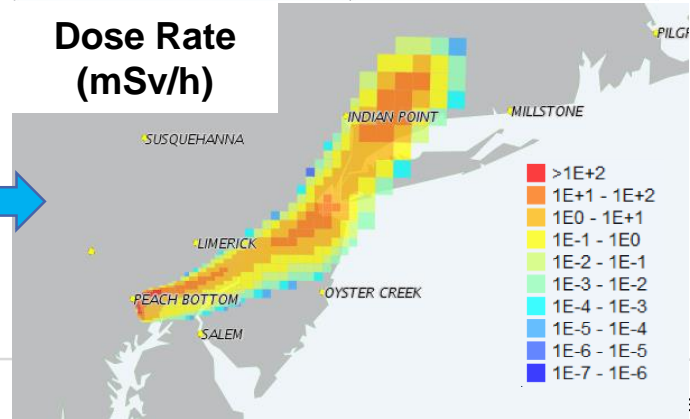 Dose Rate
(mSv/h)
PILGR
INDIAN POINT
MILLSTONE
SUSQUEHANNA
>1E+2
1E+1 - 1E+2
1E0 - 1E+1
1E-1 - 1E0
1E-2 - 1E-1
1E-3 - 1E-2
1E-4 - 1E-3
1E-5 - 1E-4
1E-6 - 1E-5
1E-7 - 1E-6
LIMERICK
PEACH BOTTOM
OYSTER CREEK
SALEM